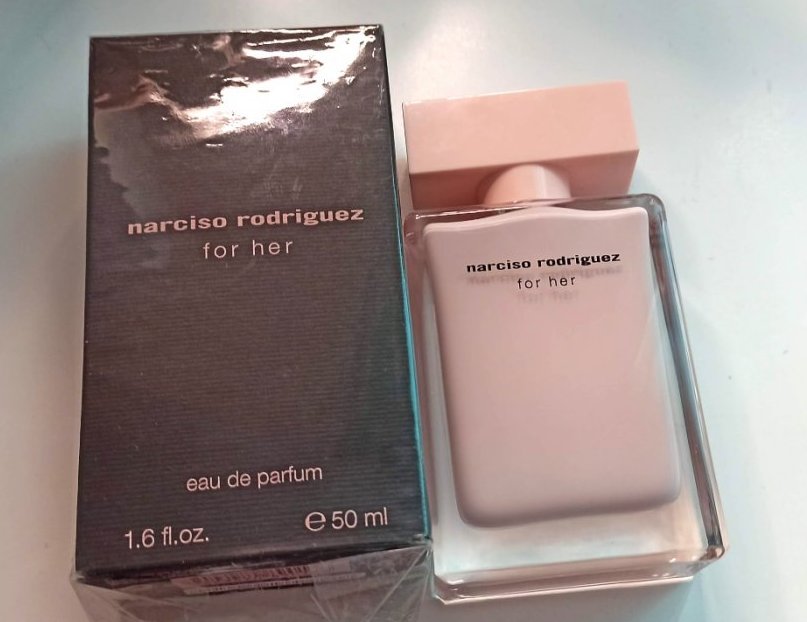 narciso rodriguez
for her
eau de parfum
1.6 fl.oz.
℮ 50 ml
narciso rodriguez
for her